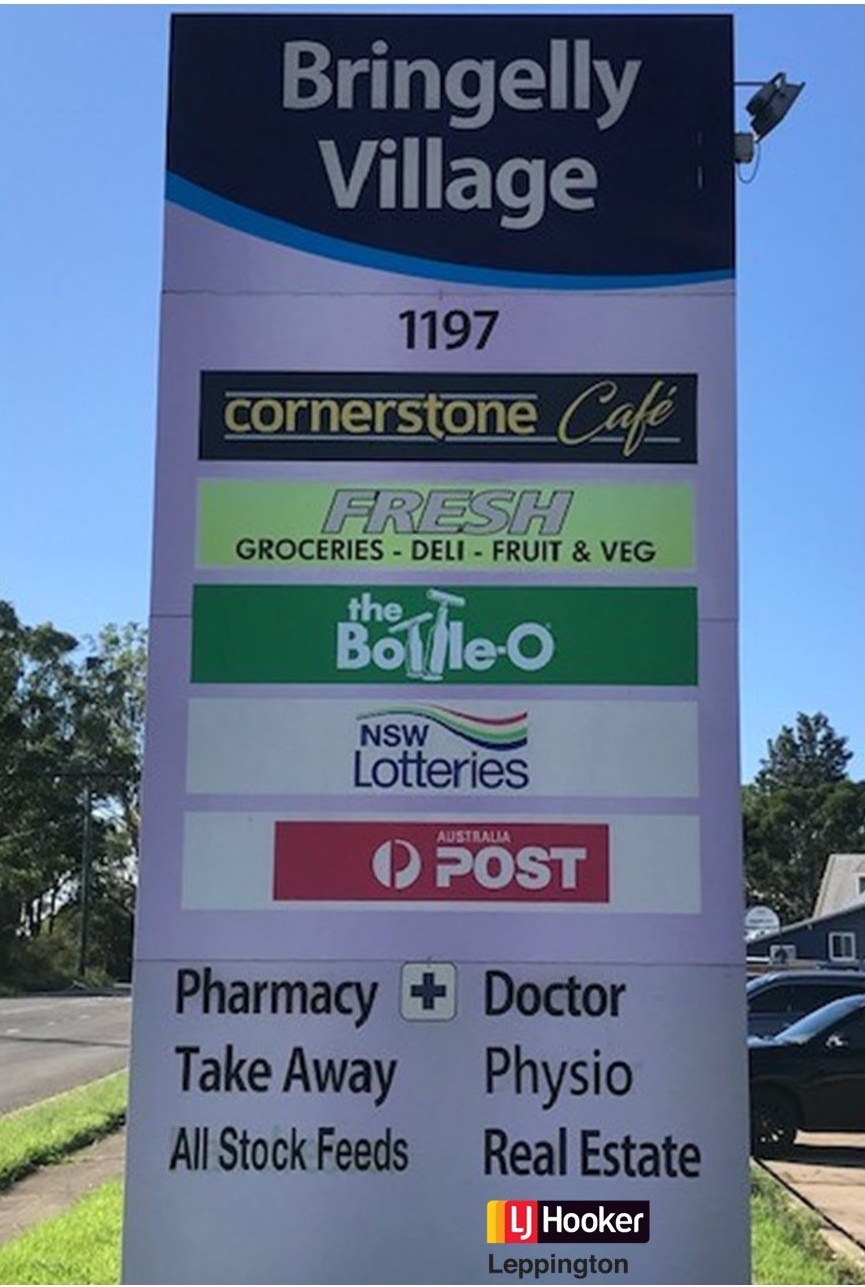 Bringelly
Village
1197
cornerstone Café
FRESH
GROCERIES - DELI - FRUIT & VEG
the
Bottle-O
NSW
Lotteries
AUSTRALIA
POST
Pharmacy + Doctor
Take Away Physio
All Stock Feeds Real Estate
LJ Hooker
Leppington